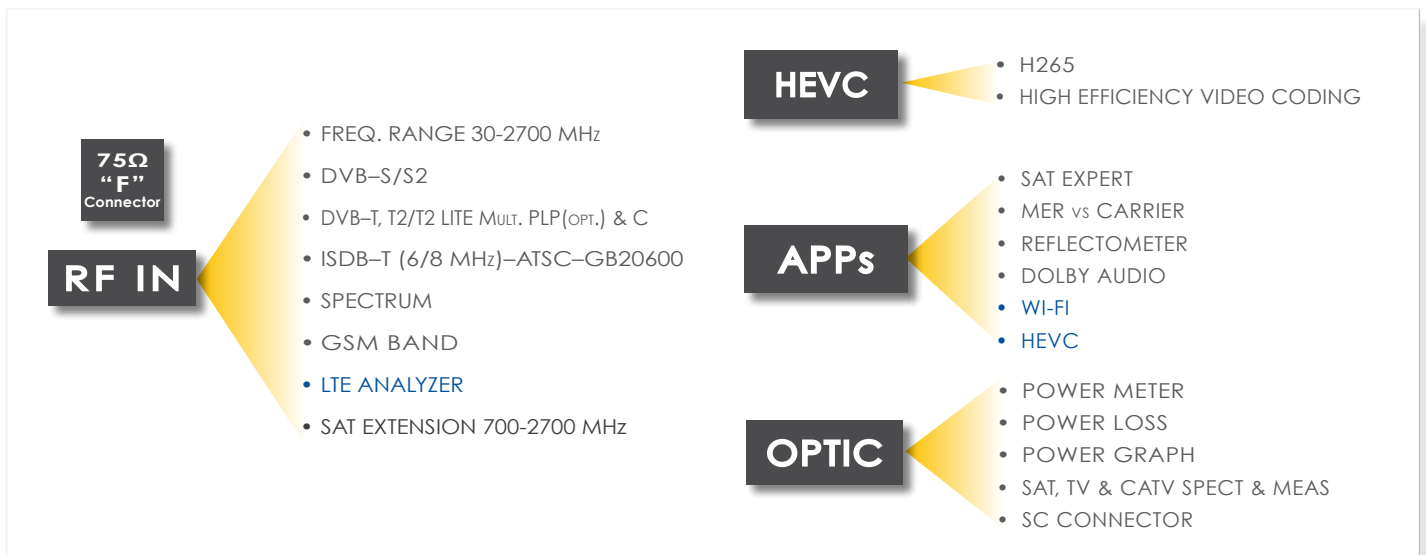 75Ω
“F”
Connector
RF IN
• FREQ. RANGE 30-2700 MHz
• DVB–S/S2
• DVB–T, T2/T2 LITE Mult. PLP(opt.) & C
• ISDB–T (6/8 MHz)–ATSC–GB20600
• SPECTRUM
• GSM BAND
• LTE ANALYZER
• SAT EXTENSION 700-2700 MHz
HEVC
• H265
• HIGH EFFICIENCY VIDEO CODING
APPs
• SAT EXPERT
• MER vs CARRIER
• REFLECTOMETER
• DOLBY AUDIO
• WI-FI
• HEVC
OPTIC
• POWER METER
• POWER LOSS
• POWER GRAPH
• SAT, TV & CATV SPECT & MEAS
• SC CONNECTOR